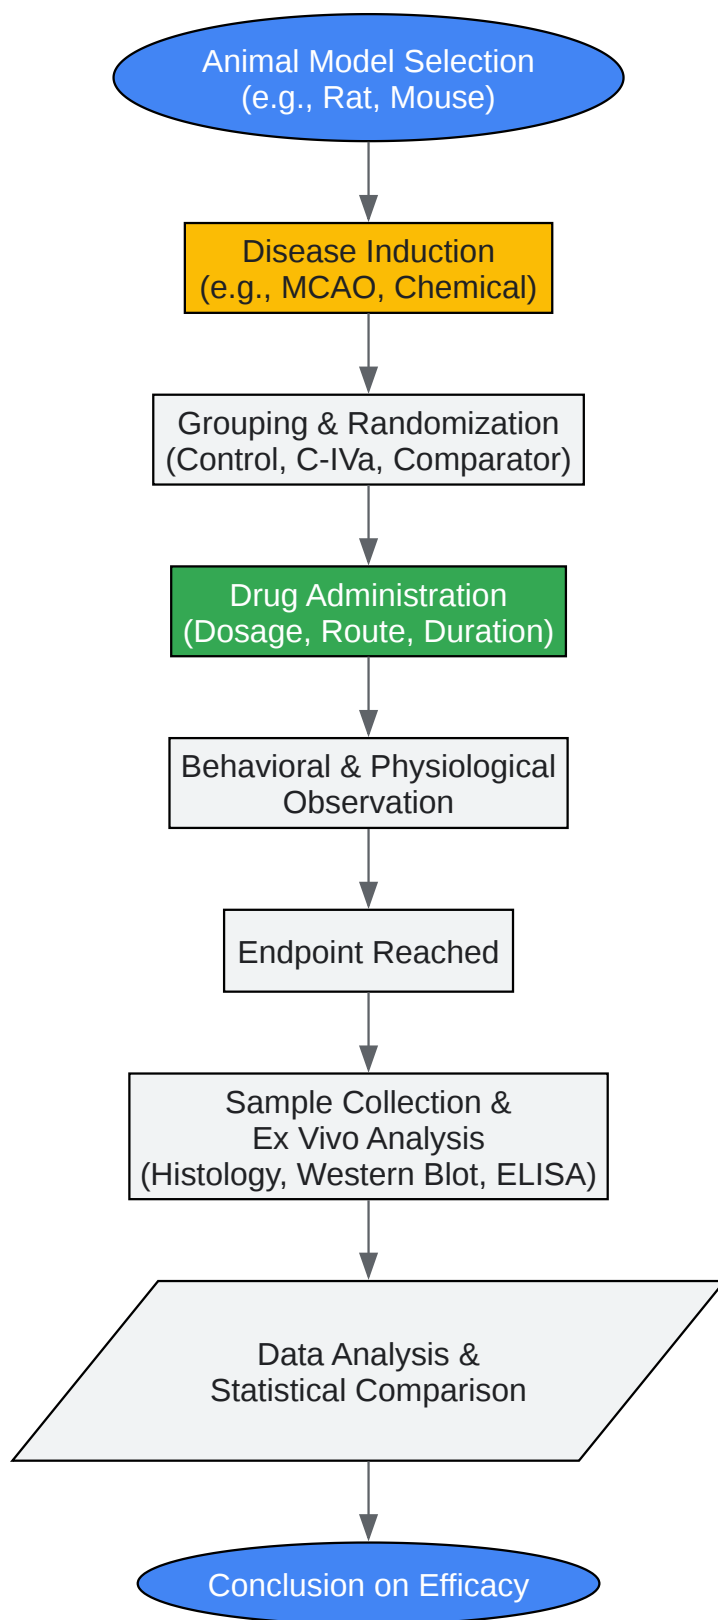 Animal Model Selection
(e.g., Rat, Mouse)
Disease Induction
(e.g., MCAO, Chemical)
Grouping & Randomization
(Control, C-IVa, Comparator)
Drug Administration
(Dosage, Route, Duration)
Behavioral & Physiological
Observation
Endpoint Reached
Sample Collection &
Ex Vivo Analysis
(Histology, Western Blot, ELISA)
Data Analysis &
Statistical Comparison
Conclusion on Efficacy